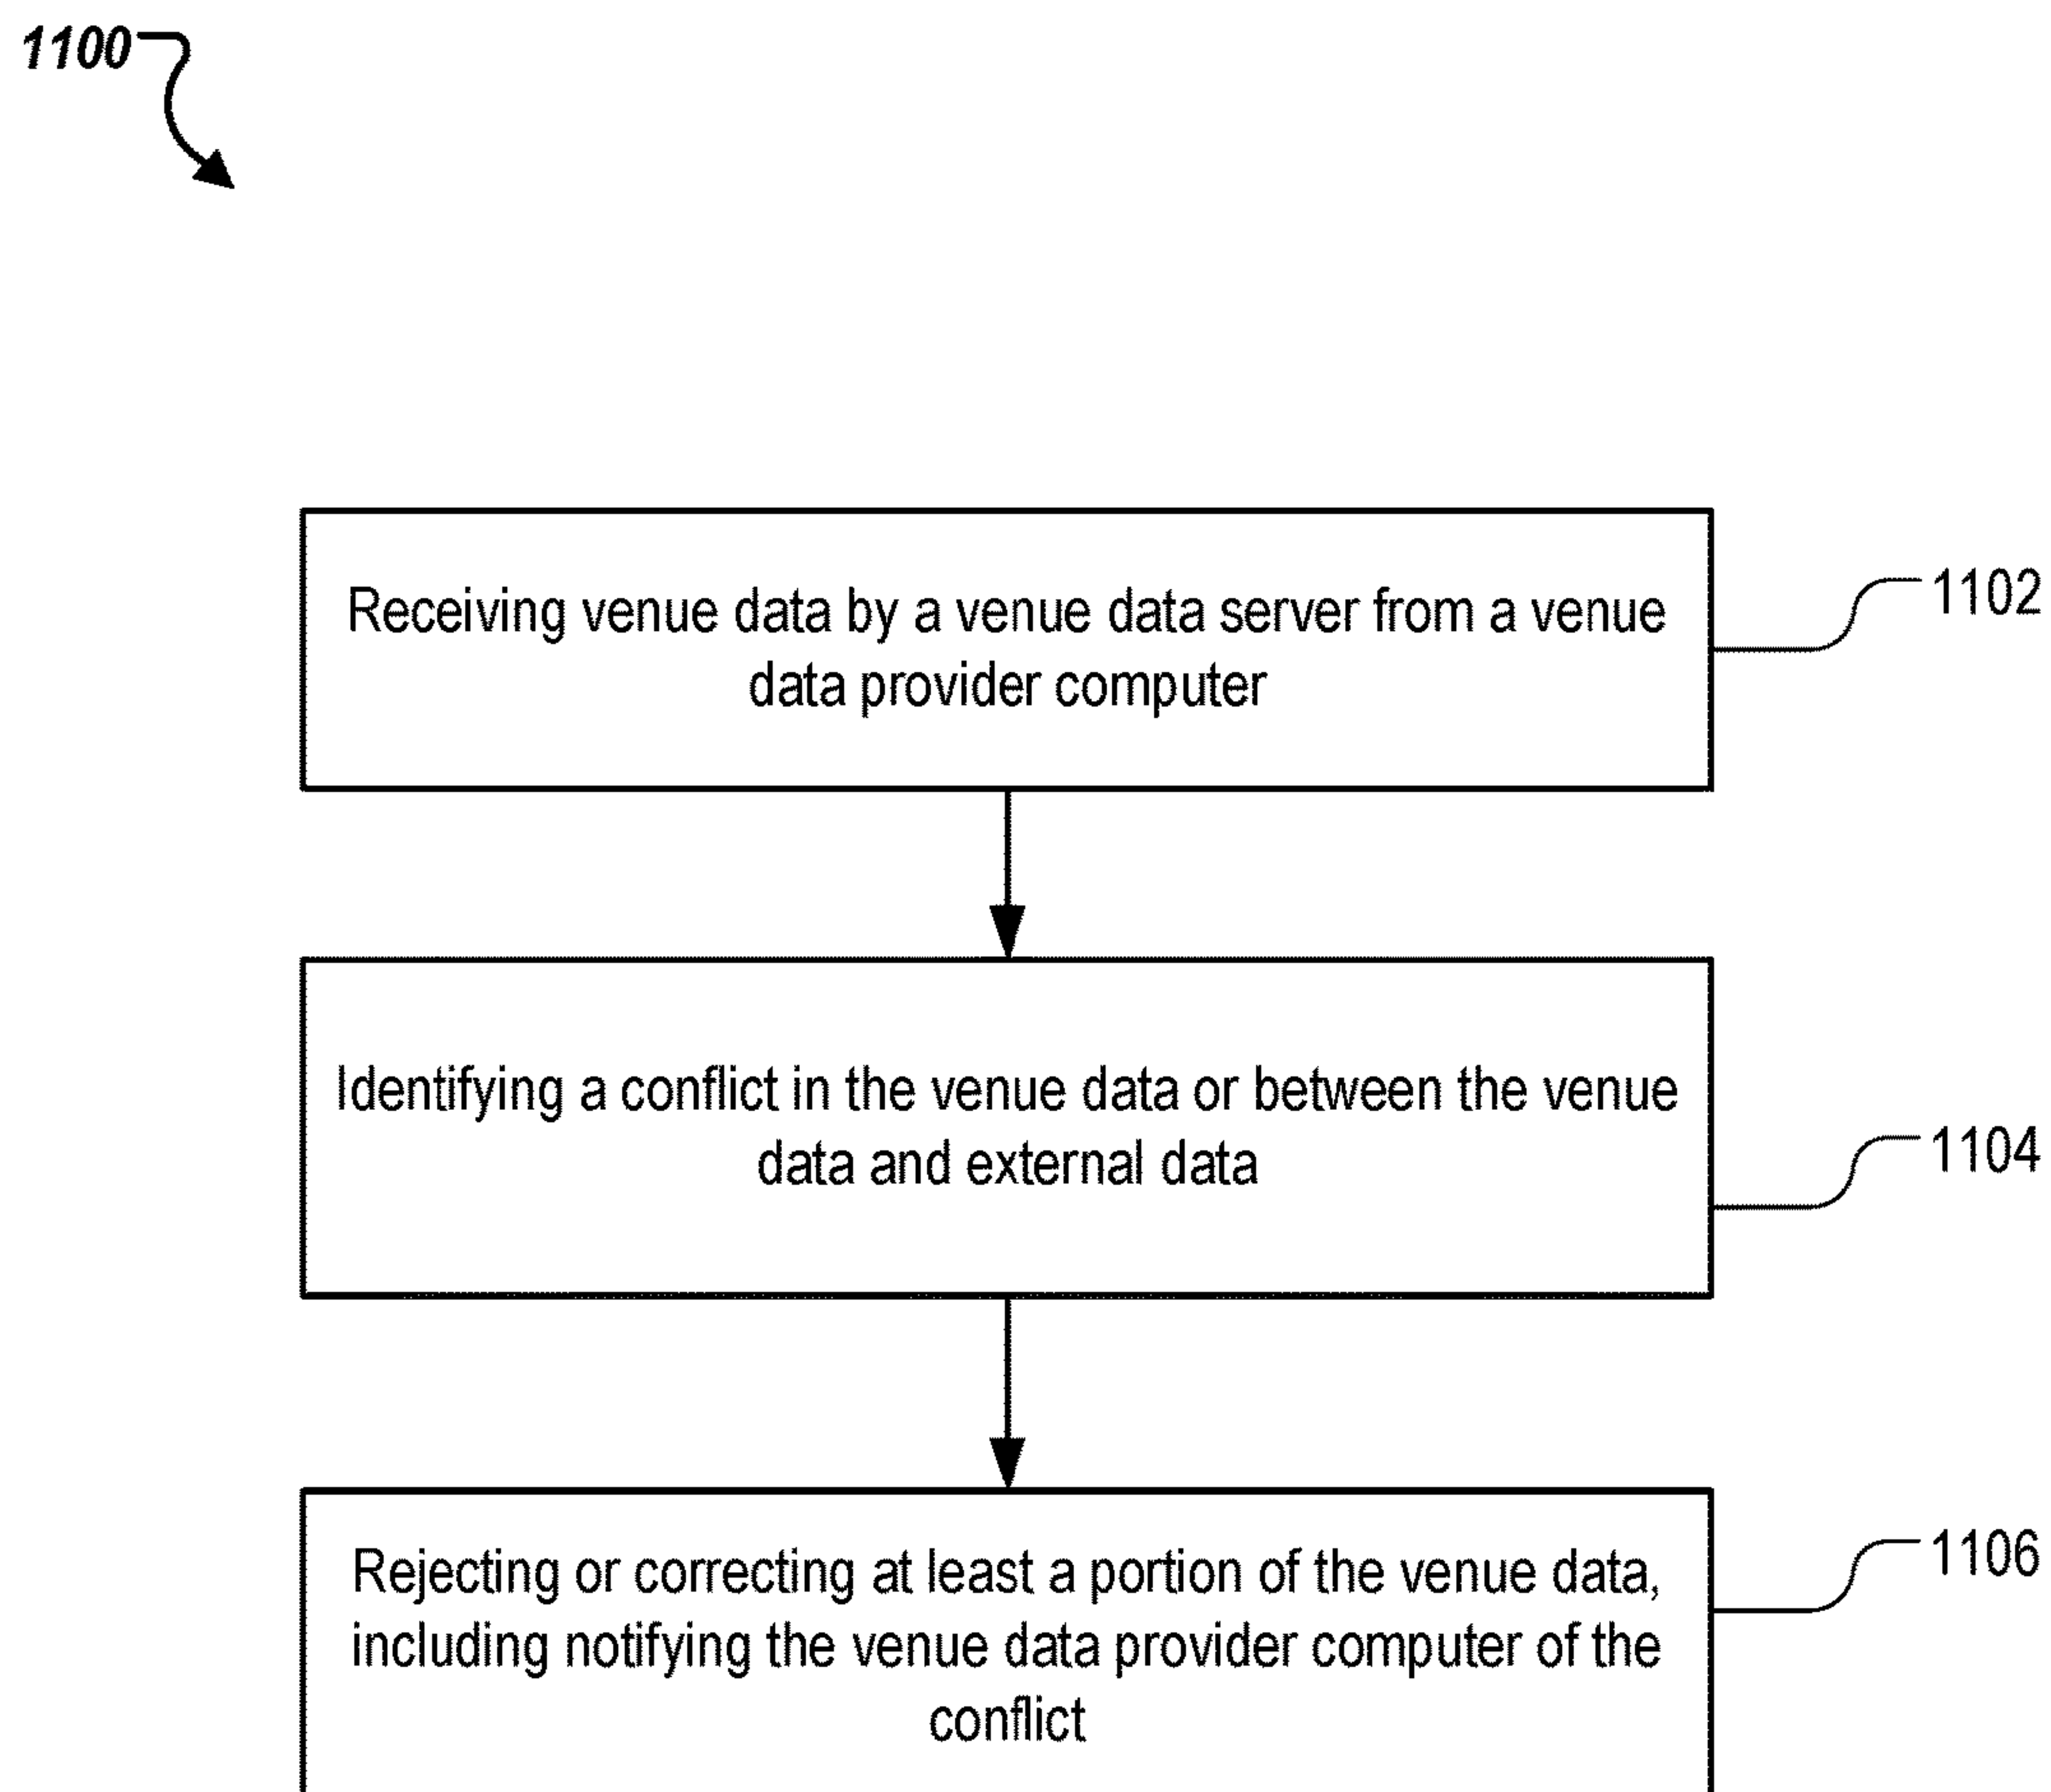 1100
Receiving venue data by a venue data server from a venue
data provider computer
1102
Identifying a conflict in the venue data or between the venue
data and external data
1104
Rejecting or correcting at least a portion of the venue data,
including notifying the venue data provider computer of the
conflict
1106